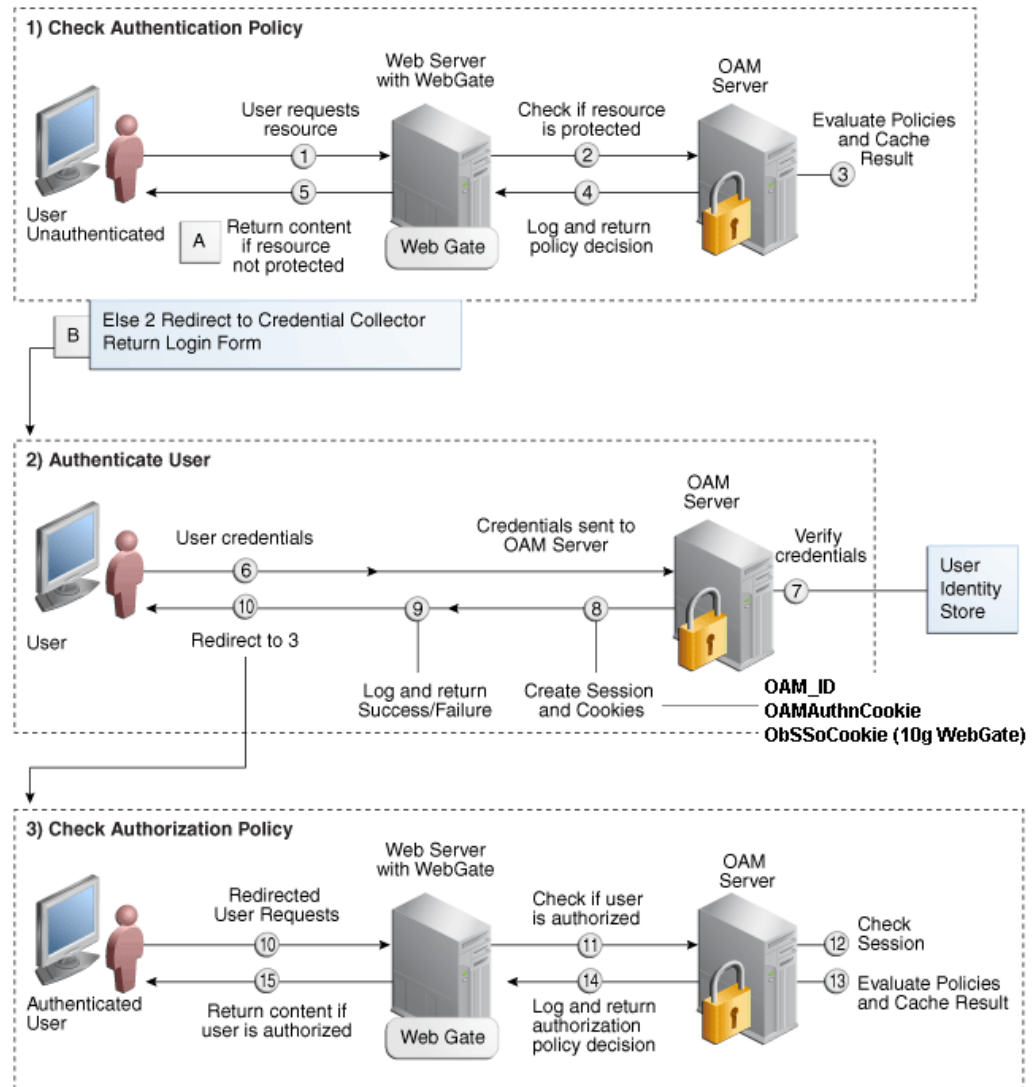 1) Check Authentication Policy
Web Server
with WebGate
OAM
Server
User requests
resource
Check if resource
is protected
Evaluate Policies
and Cache
Result
1
2
3
5
4
User
Unauthenticated
A
Return content
if resource
not protected
Web Gate
Log and return
policy decision
B
Else 2 Redirect to Credential Collector
Return Login Form
2) Authenticate User
OAM
Server
User credentials
Credentials sent to
OAM Server
Verify
credentials
6
7
User
Identity
Store
10
9
8
User
Redirect to 3
Log and return
Success/Failure
Create Session
and Cookies
OAM_ID
OAMAuthnCookie
ObSSoCookie (10g WebGate)
3) Check Authorization Policy
Web Server
with WebGate
OAM
Server
Redirected
User Requests
Check if user
is authorized
10
11
12
Check
Session
15
14
13
Evaluate Policies
and Cache Result
Authenticated
User
Return content if
user is authorized
Web Gate
Log and return
authorization
policy decision